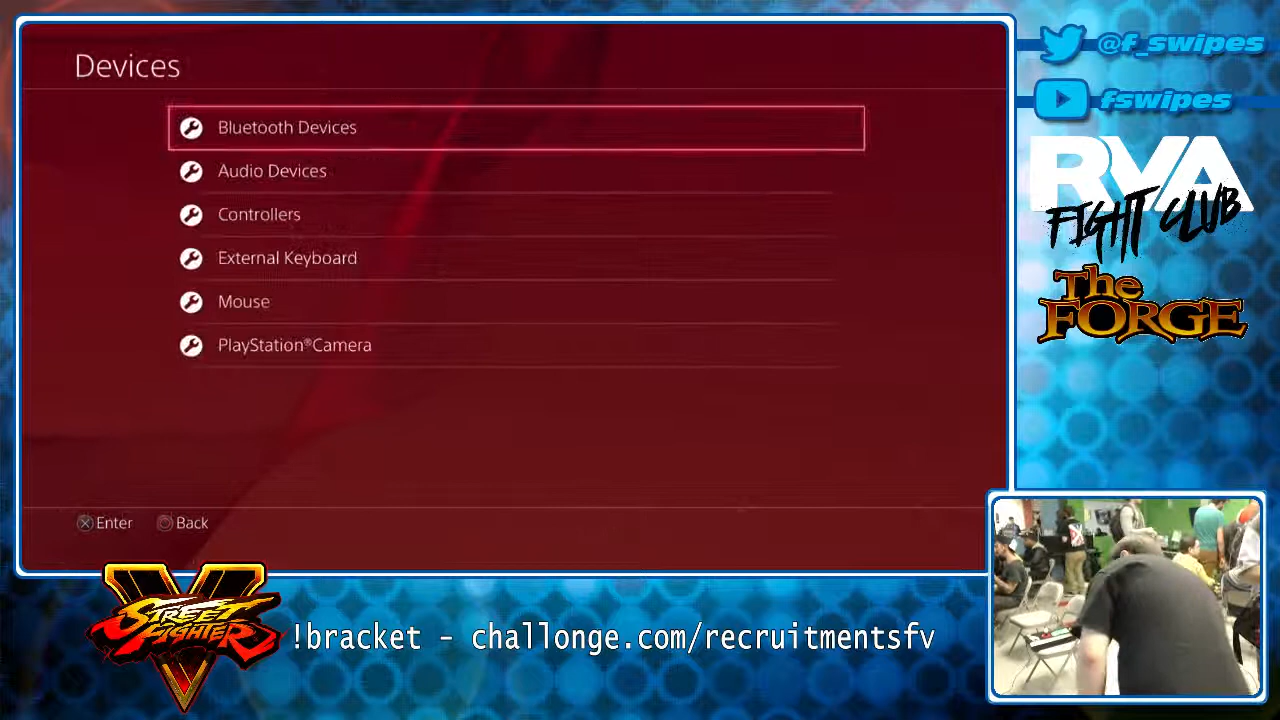 Devices
Bluetooth Devices
Audio Devices
Controllers
External Keyboard
Mouse
PlayStation®Camera
Enter
Back
@f_swipes
fswipes
RVA
FIGHT CLUB
The
FORGE
V
STREET
FIGHTER
!bracket - challonge.com/recruitmentsfv